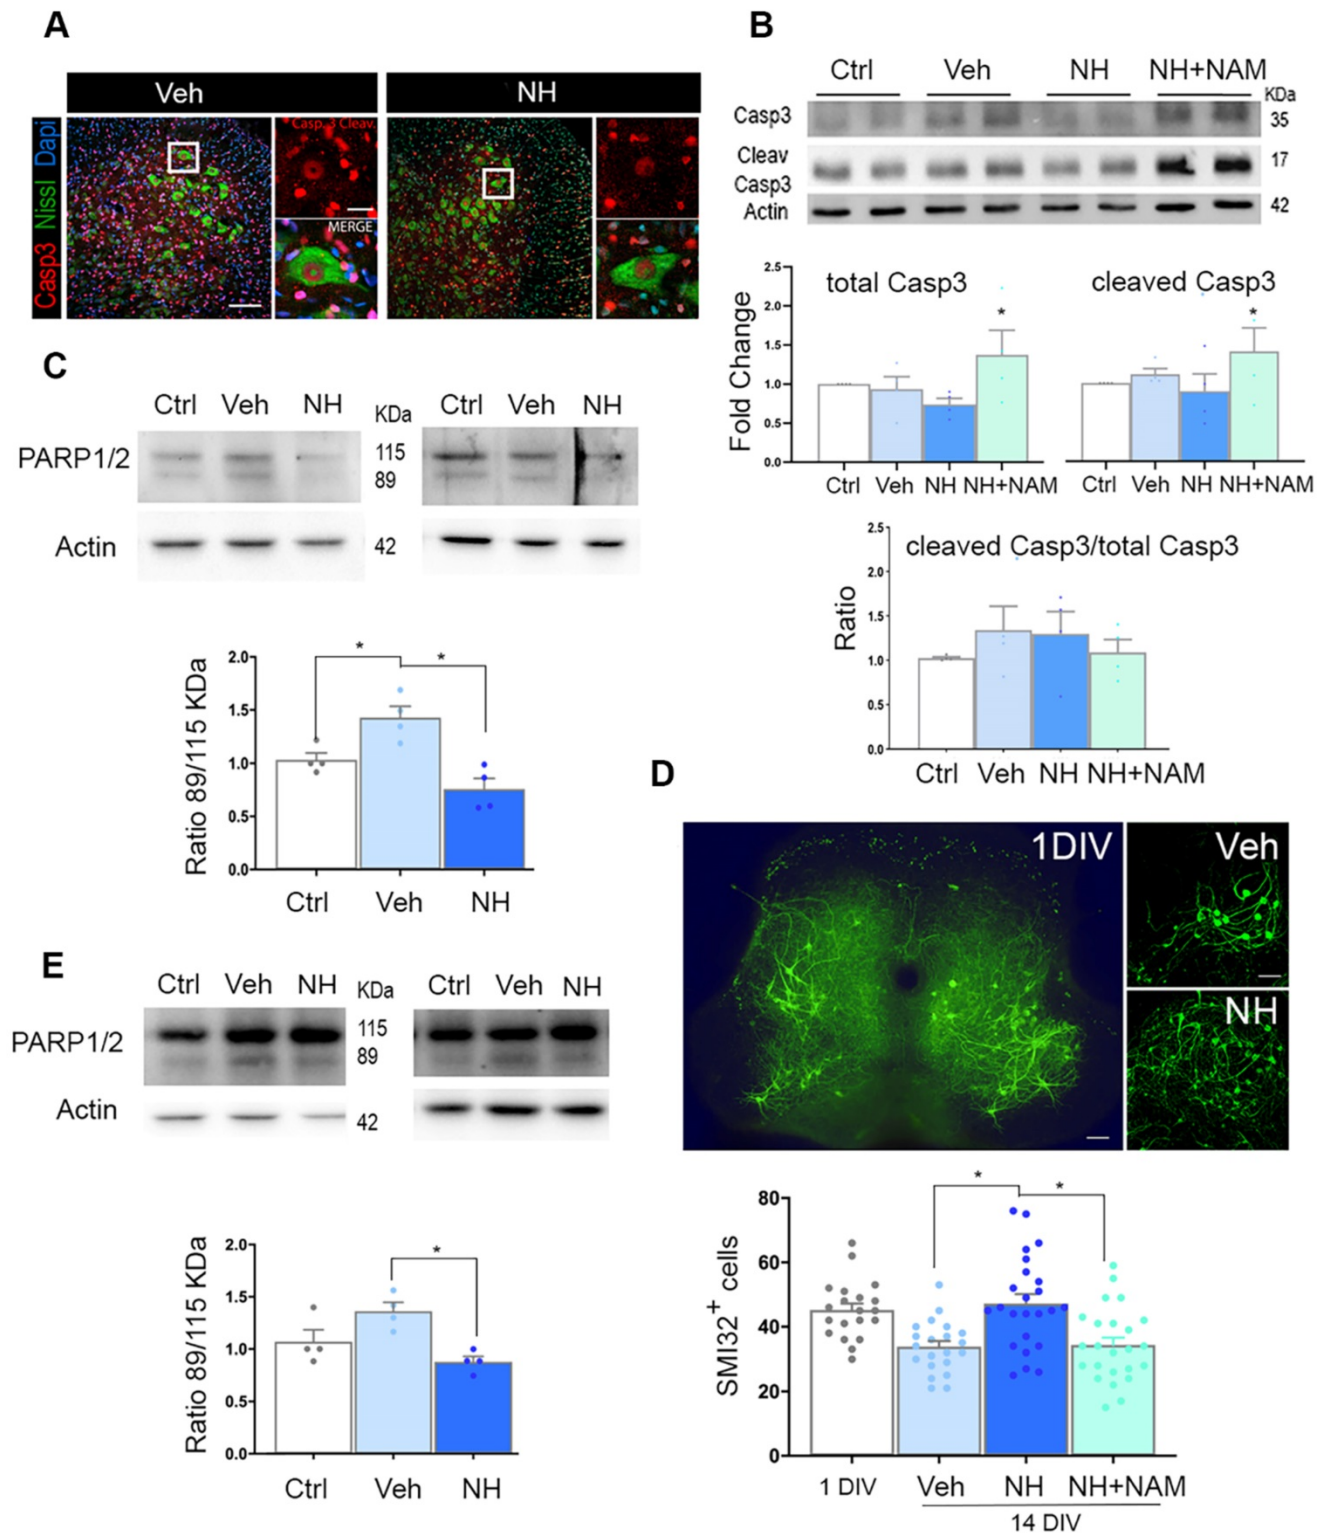 A
Veh
NH
Casp3 Nissl Dapi
Casp. 3 Cleav.
MERGE
B
Ctrl Veh NH NH+NAM
KDa
Casp3
35
Cleav
Casp3
17
Actin
42
Fold Change
2.5
2.0
1.5
1.0
0.5
0.0
total Casp3
*
Ctrl Veh NH NH+NAM
cleaved Casp3
*
Ctrl Veh NH NH+NAM
Ratio
2.5
2.0
1.5
1.0
0.5
0.0
cleaved Casp3/total Casp3
Ctrl Veh NH NH+NAM
C
Ctrl Veh NH
KDa
Ctrl Veh NH
PARP1/2
115
89
Actin
42
Ratio 89/115 KDa
2.0
1.5
1.0
0.5
0.0
* *
Ctrl Veh NH
D
1DIV
Veh
NH
SMI32+ cells
80
60
40
20
0
* *
1 DIV Veh NH NH+NAM
14 DIV
E
Ctrl Veh NH
KDa
Ctrl Veh NH
PARP1/2
115
89
Actin
42
Ratio 89/115 KDa
2.0
1.5
1.0
0.5
0.0
*
Ctrl Veh NH